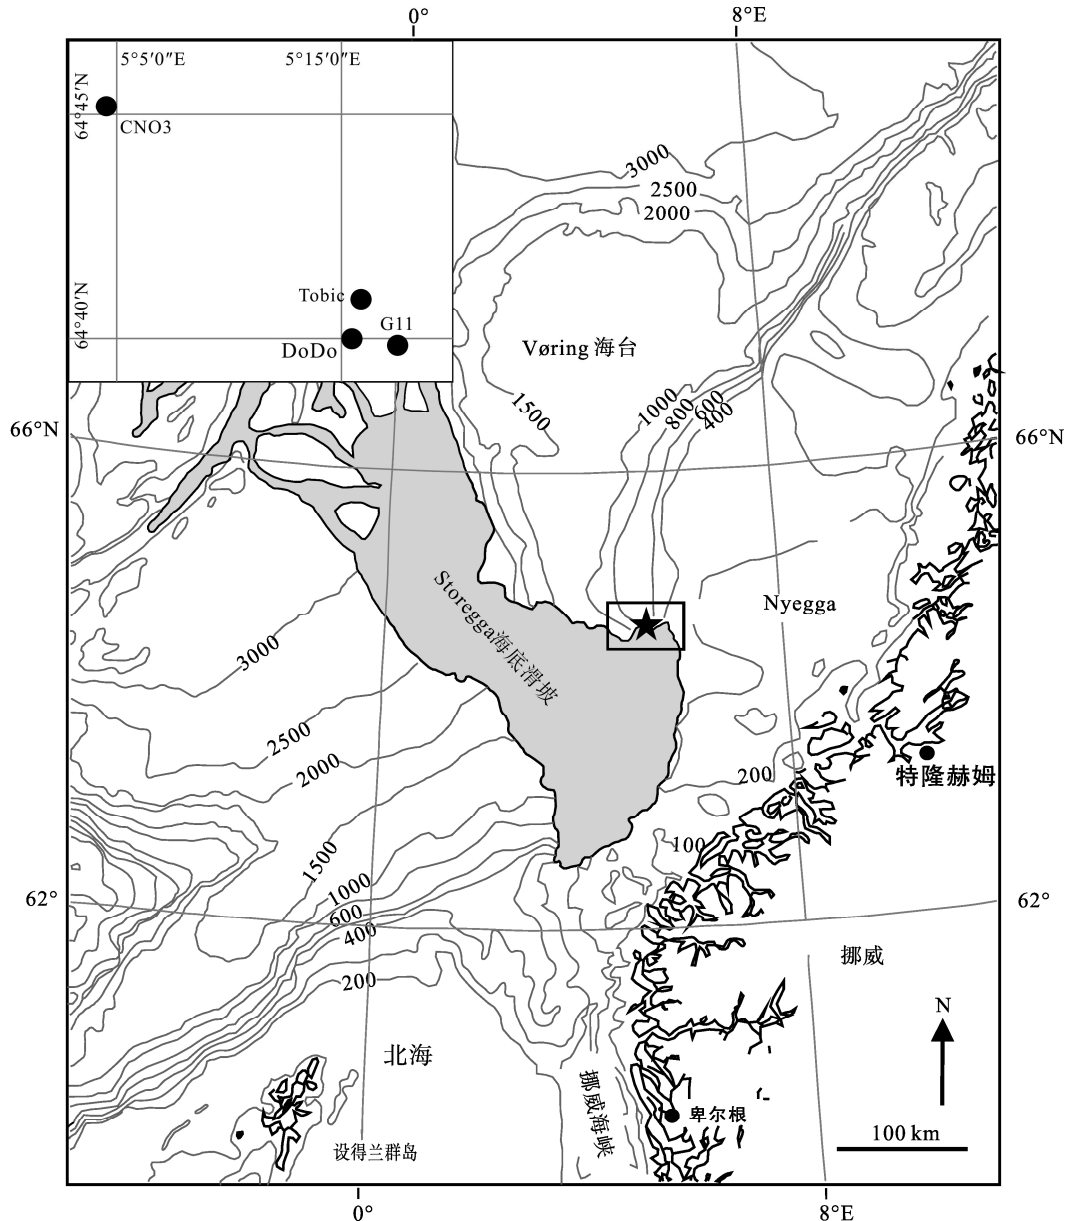 0°
8°E
5°5′0″E
5°15′0″E
64°45′N
CNO3
64°40′N
Tobic
G11
DoDo
3000
2500
2000
Vøring 海台
1500
1000
800
600
400
66°N
66°N
Storegga海底滑坡
Nyegga
3000
2500
2000
1500
1000
600
400
200
200
100
特隆赫姆
62°
62°
挪威
N
北海
挪威海峡
卑尔根
设得兰群岛
100 km
0°
8°E